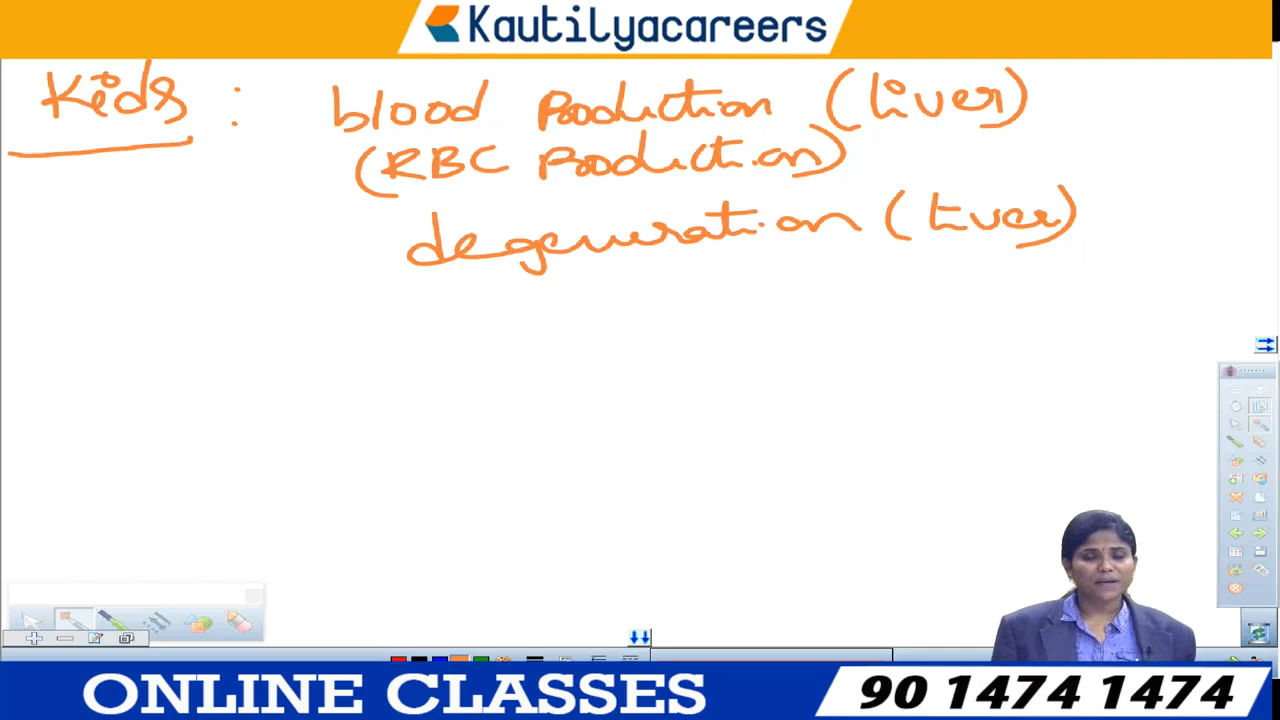 Kautilyacareers
Kids : blood Production (Liver)
(RBC Production)
degeneration (Liver)
ONLINE CLASSES
90 1474 1474